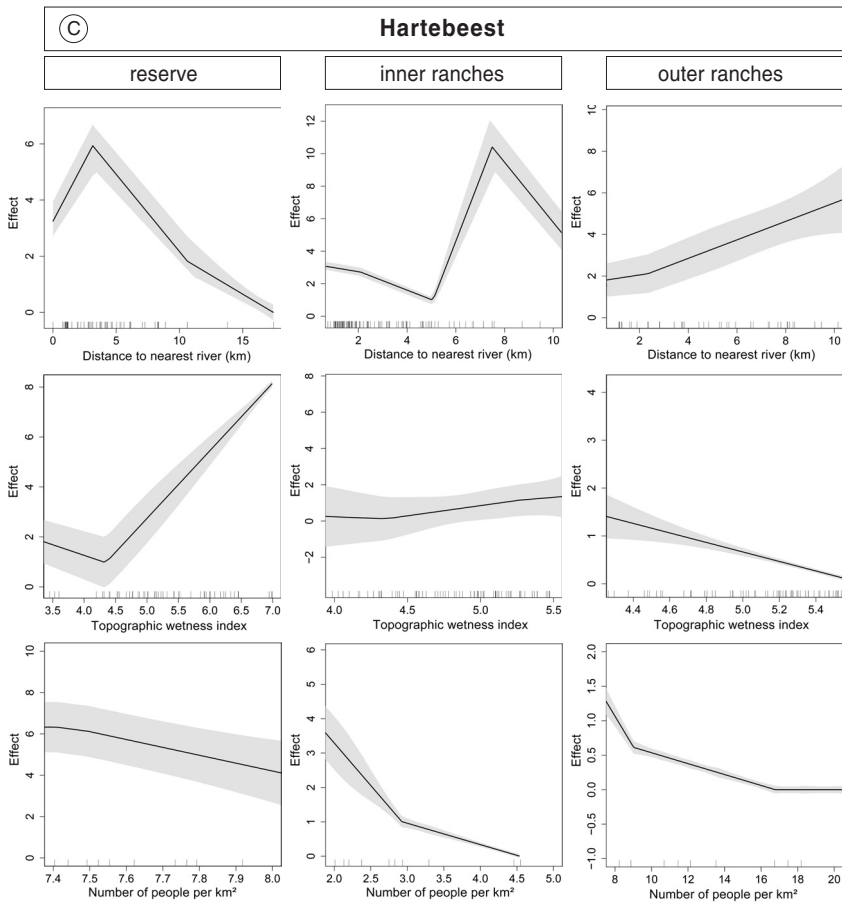 C Hartebeest
reserve inner ranches outer ranches
Effect
0 2 4 6
0 5 10 15
Distance to nearest river (km)
Effect
0 2 4 6 8 10 12
2 4 6 8 10
Distance to nearest river (km)
Effect
0 2 4 6 8 10
2 4 6 8 10
Distance to nearest river (km)
Effect
0 2 4 6 8
3.5 4.0 4.5 5.0 5.5 6.0 6.5 7.0
Topographic wetness index
Effect
−2 0 2 4 6 8
4.0 4.5 5.0 5.5
Topographic wetness index
Effect
0 1 2 3 4
4.4 4.6 4.8 5.0 5.2 5.4
Topographic wetness index
Effect
0 2 4 6 8 10
7.4 7.5 7.6 7.7 7.8 7.9 8.0
Number of people per km²
Effect
0 1 2 3 4 5 6
2.0 2.5 3.0 3.5 4.0 4.5 5.0
Number of people per km²
Effect
−1.0 −0.5 0.0 0.5 1.0 1.5 2.0
8 10 12 14 16 18 20
Number of people per km²